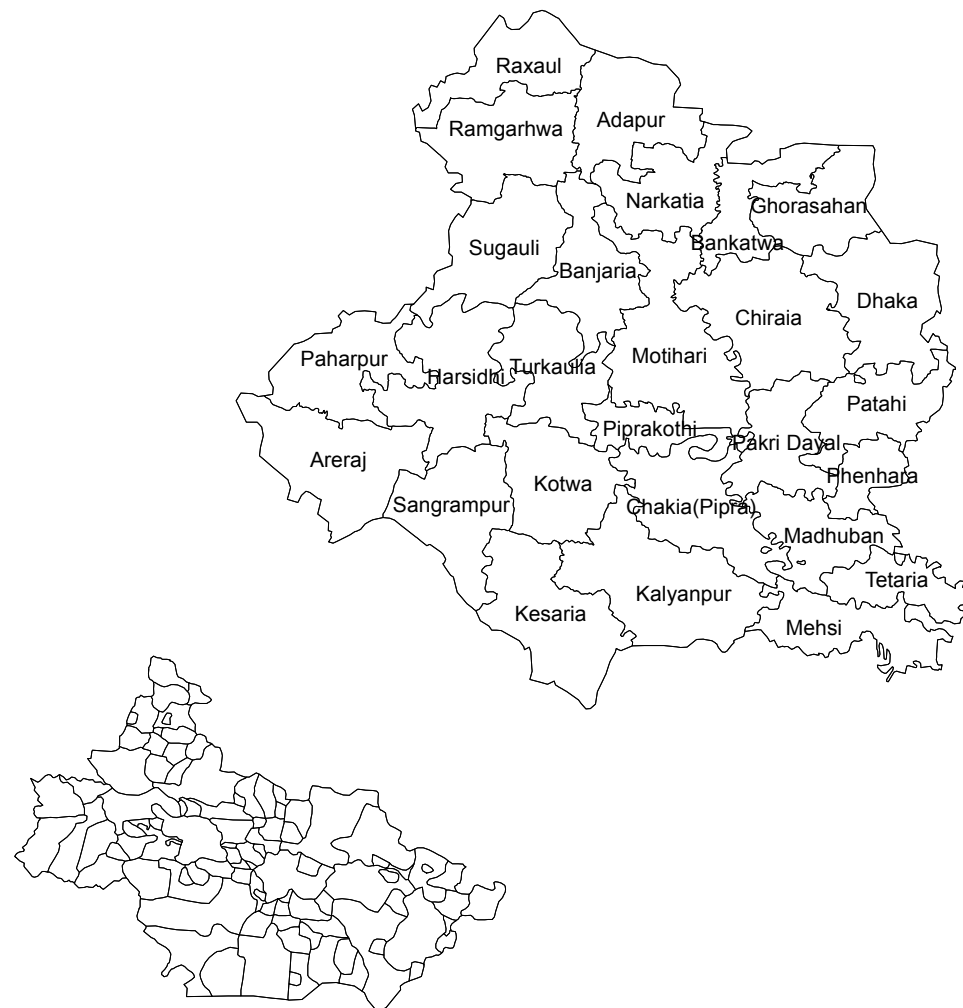 Raxaul
Ramgarhwa
Adapur
Narkatia
Ghorasahan
Bankatwa
Sugauli
Banjaria
Dhaka
Chiraia
Motihari
Paharpur
Harsidhi
Turkaulia
Patahi
Piprakothi
Pakri Dayal
Areraj
Phenhara
Kotwa
Sangrampur
Chakia(Pipra)
Madhuban
Tetaria
Kalyanpur
Kesaria
Mehsi